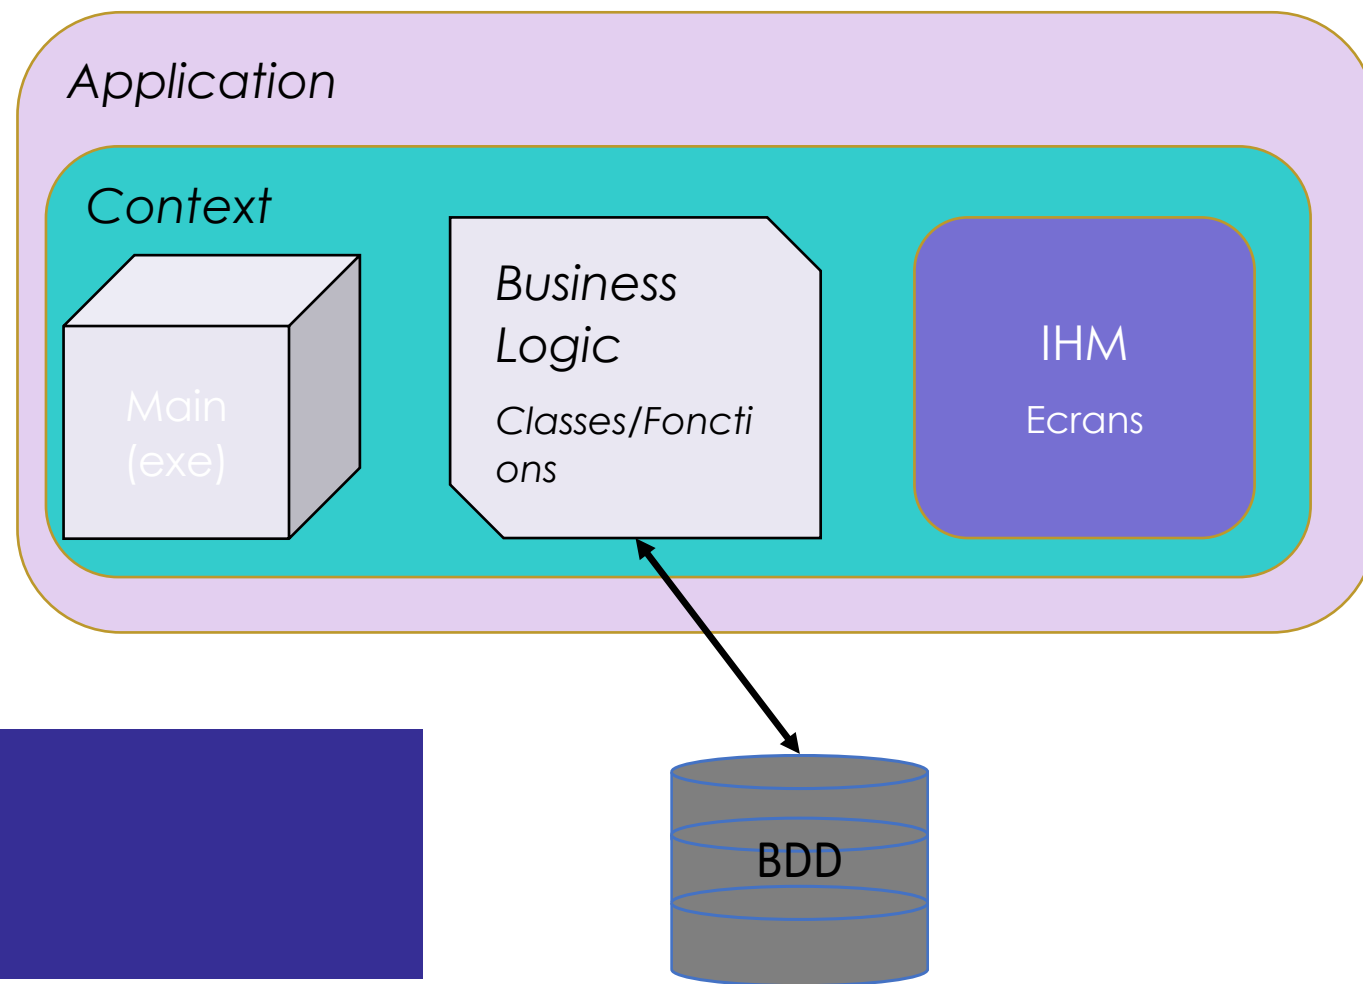 Application
Context
Main
(exe)
Business
Logic
Classes/Foncti
ons
IHM
Ecrans
BDD